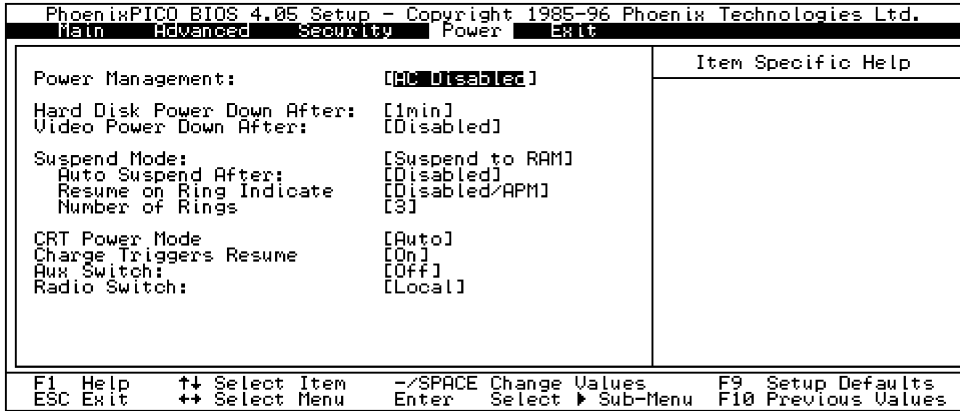 PhoenixPICO BIOS 4.05 Setup - Copyright 1985-96 Phoenix Technologies Ltd.
Main Advanced Security Power Exit
Item Specific Help
Power Management: [AC Disabled]
Hard Disk Power Down After: [1min]
Video Power Down After: [Disabled]
Suspend Mode: [Suspend to RAM]
Auto Suspend After: [Disabled]
Resume on Ring Indicate [Disabled/APM]
Number of Rings [3]
CRT Power Mode [Auto]
Charge Triggers Resume [On]
Aux Switch: [Off]
Radio Switch: [Local]
F1 Help ↑↓ Select Item -/SPACE Change Values F9 Setup Defaults
ESC Exit ↔ Select Menu Enter Select ▶ Sub-Menu F10 Previous Values